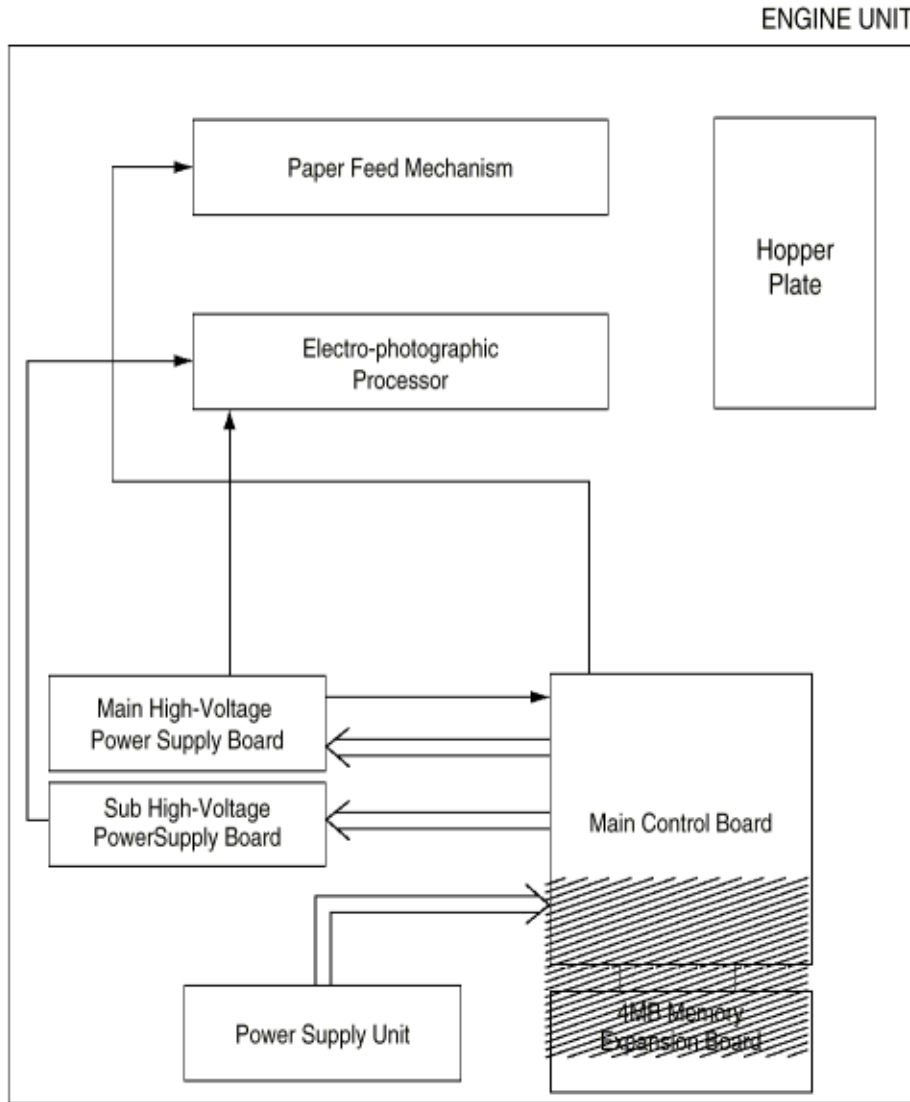 ENGINE UNIT
Paper Feed Mechanism
Hopper
Plate
Electro-photographic
Processor
Main High-Voltage
Power Supply Board
Sub High-Voltage
PowerSupply Board
Main Control Board
Power Supply Unit
4MB Memory
Expansion Board